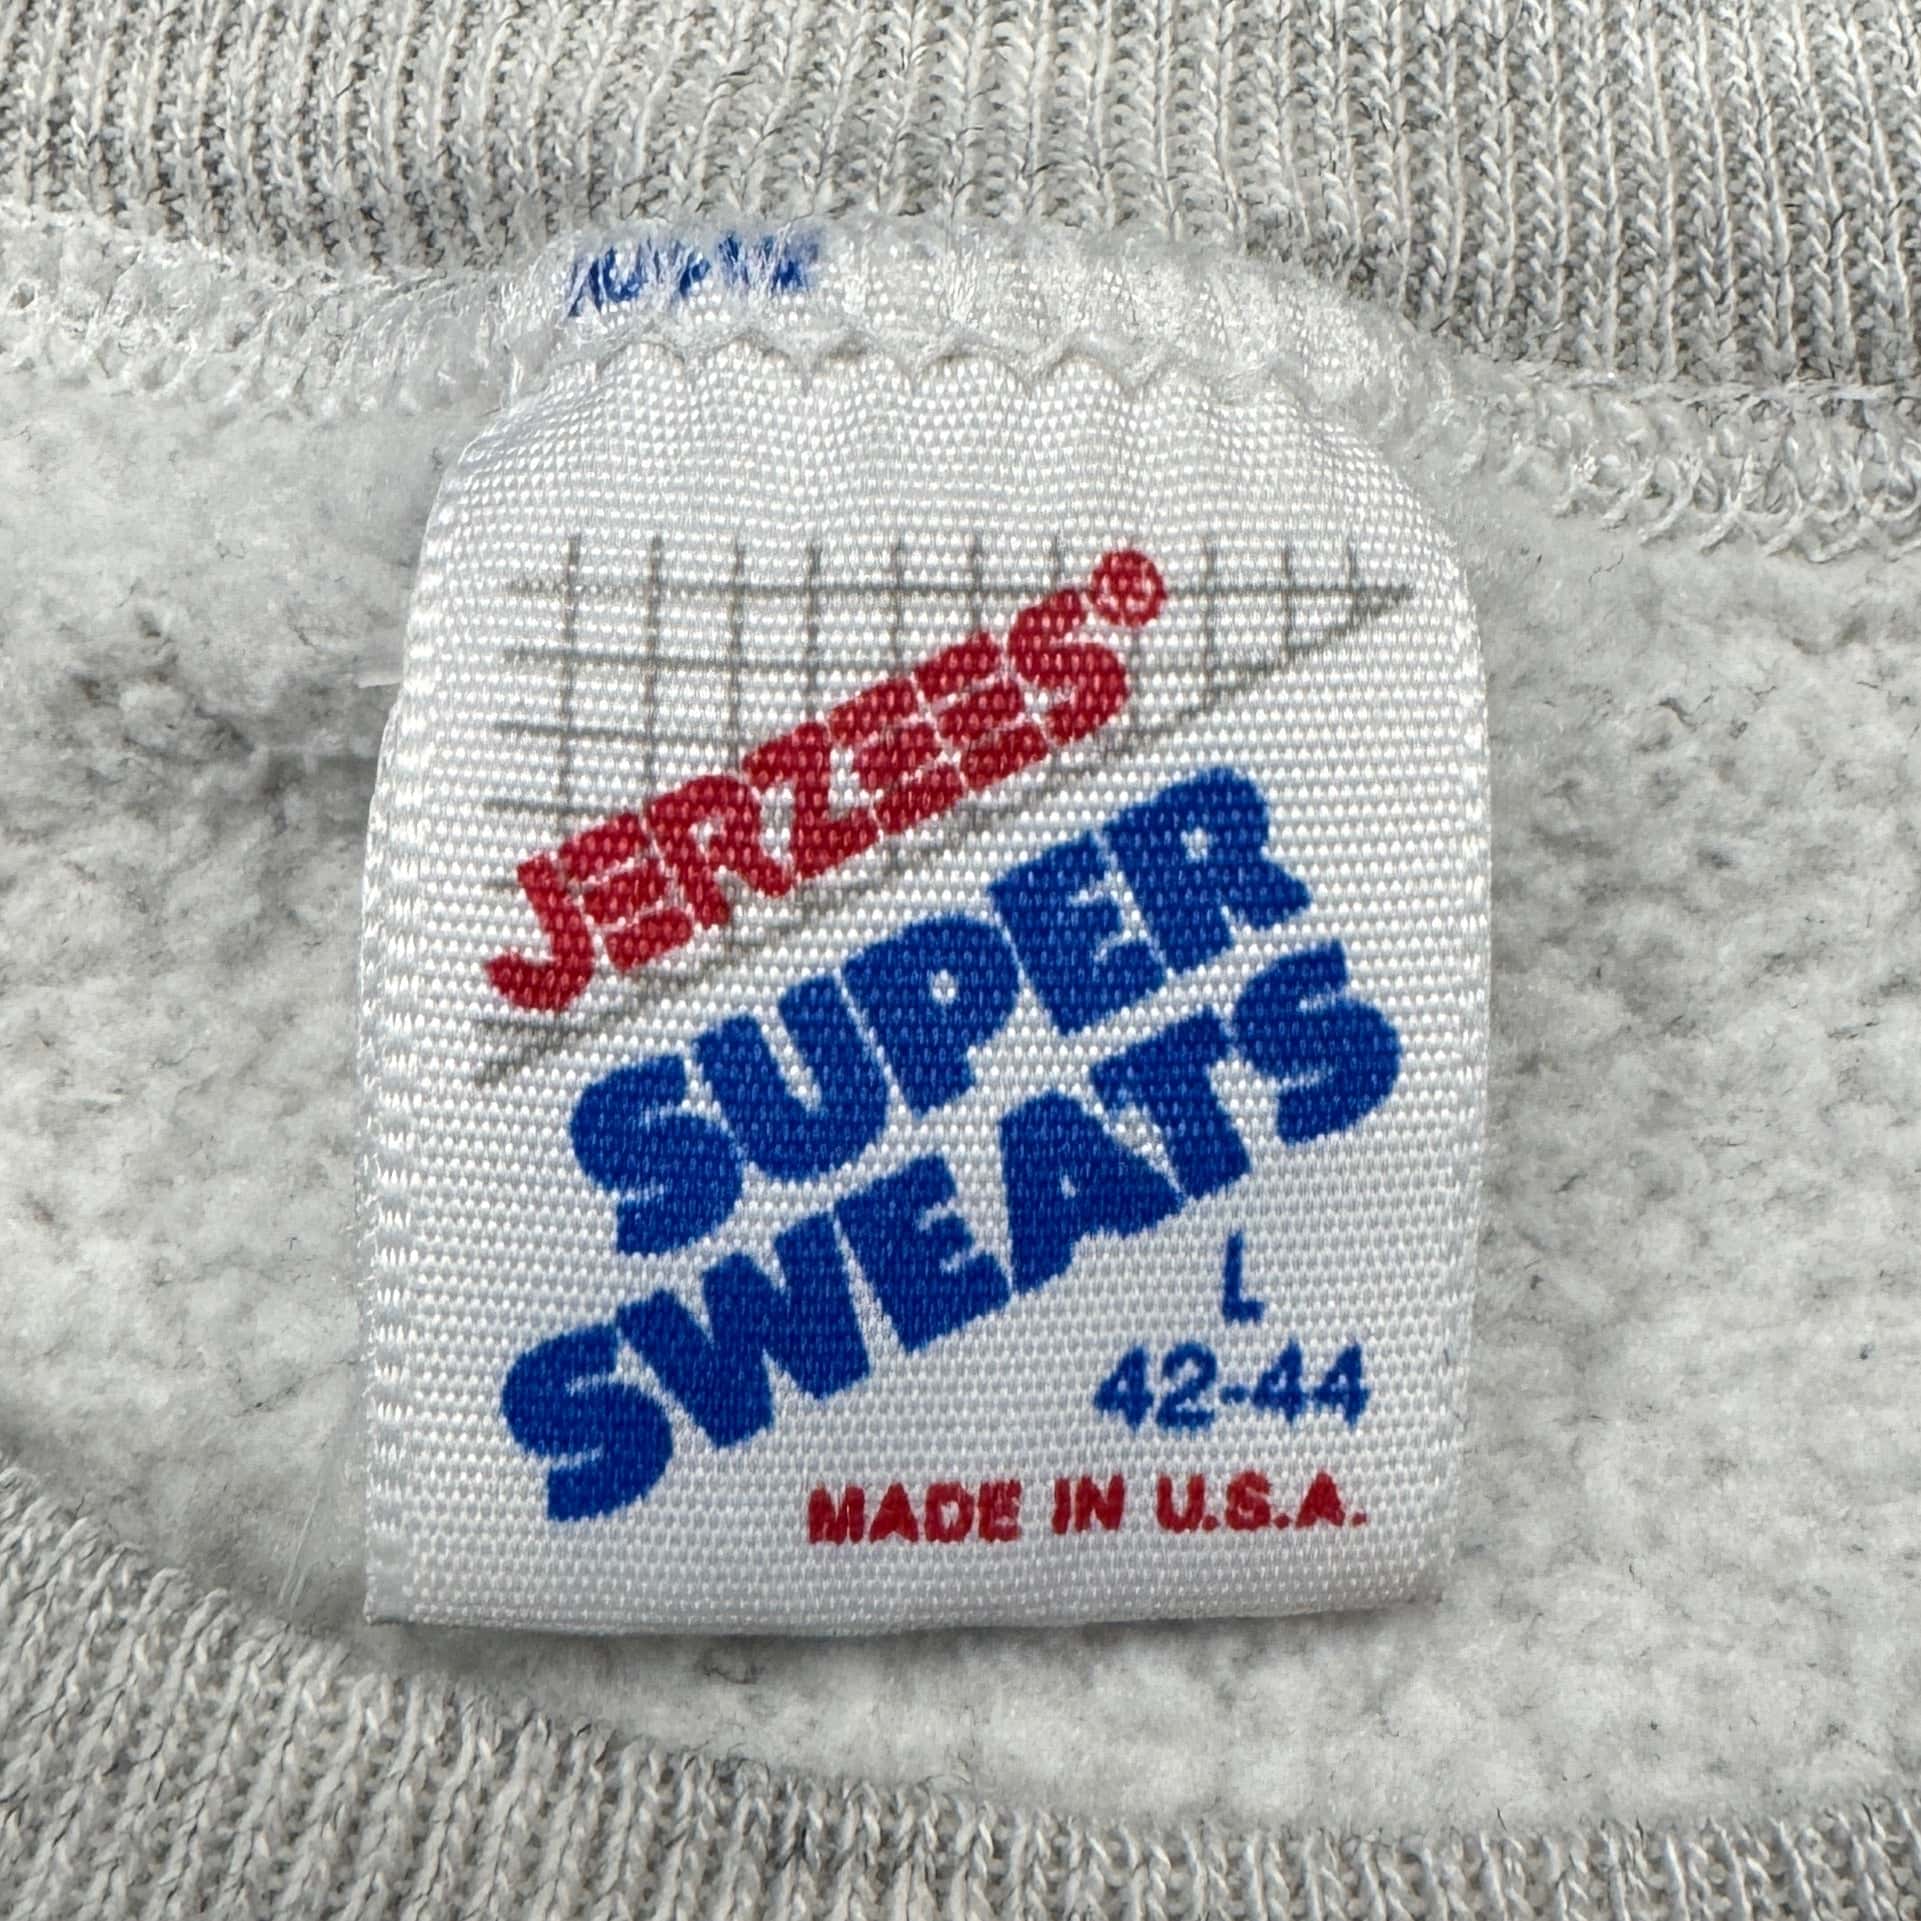 JERZEES®
SUPER
SWEATS
L
42-44
MADE IN U.S.A.